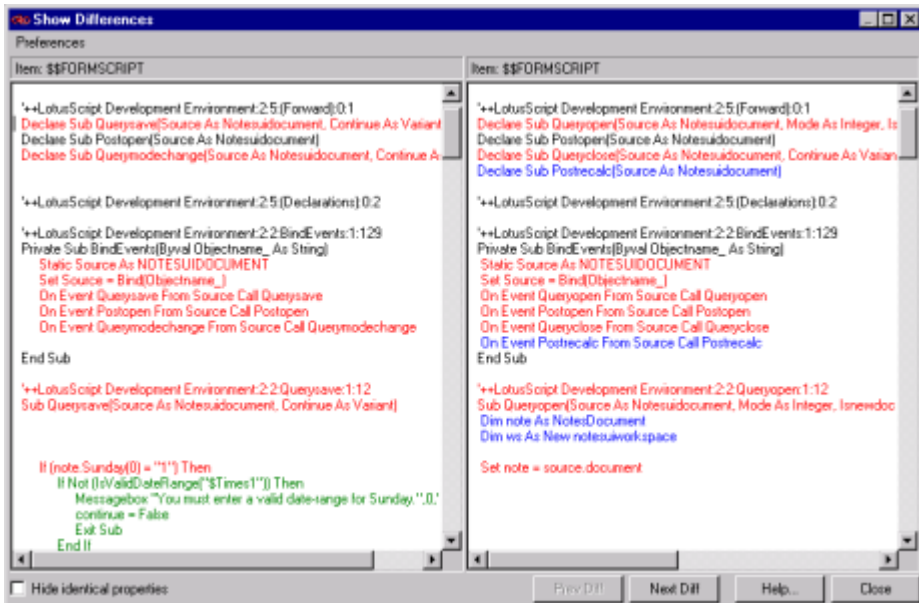 Show Differences
Preferences
Item: $$FORMSCRIPT
'++LotusScript Development Environment:2:5:(Forward):0:1
Declare Sub Querysave(Source As Notesuidocument, Continue As Variant
Declare Sub Postopen(Source As Notesuidocument)
Declare Sub Querymodechange(Source As Notesuidocument, Continue A
'++LotusScript Development Environment:2:5:(Declarations):0:2
'++LotusScript Development Environment:2:2:BindEvents:1:129
Private Sub BindEvents(Byval Objectname_ As String)
Static Source As NOTESUIDOCUMENT
Set Source = Bind(Objectname_)
On Event Querysave From Source Call Querysave
On Event Postopen From Source Call Postopen
On Event Querymodechange From Source Call Querymodechange
End Sub
'++LotusScript Development Environment:2:2:Querysave:1:12
Sub Querysave(Source As Notesuidocument, Continue As Variant)
If (note.Sunday(0) = "1") Then
If Not (IsValidDateRange("$Times1")) Then
Messagebox "You must enter a valid date-range for Sunday.",0,'
continue = False
Exit Sub
End If
Item: $$FORMSCRIPT
'++LotusScript Development Environment:2:5:(Forward):0:1
Declare Sub Queryopen(Source As Notesuidocument, Mode As Integer, Is
Declare Sub Postopen(Source As Notesuidocument)
Declare Sub Queryclose(Source As Notesuidocument, Continue As Varian
Declare Sub Postrecalc(Source As Notesuidocument)
'++LotusScript Development Environment:2:5:(Declarations):0:2
'++LotusScript Development Environment:2:2:BindEvents:1:129
Private Sub BindEvents(Byval Objectname_ As String)
Static Source As NOTESUIDOCUMENT
Set Source = Bind(Objectname_)
On Event Queryopen From Source Call Queryopen
On Event Postopen From Source Call Postopen
On Event Queryclose From Source Call Queryclose
On Event Postrecalc From Source Call Postrecalc
End Sub
'++LotusScript Development Environment:2:2:Queryopen:1:12
Sub Queryopen(Source As Notesuidocument, Mode As Integer, Isnewdoc
Dim note As NotesDocument
Dim ws As New notesuiworkspace
Set note = source.document
Hide identical properties
Prev Diff
Next Diff
Help...
Close